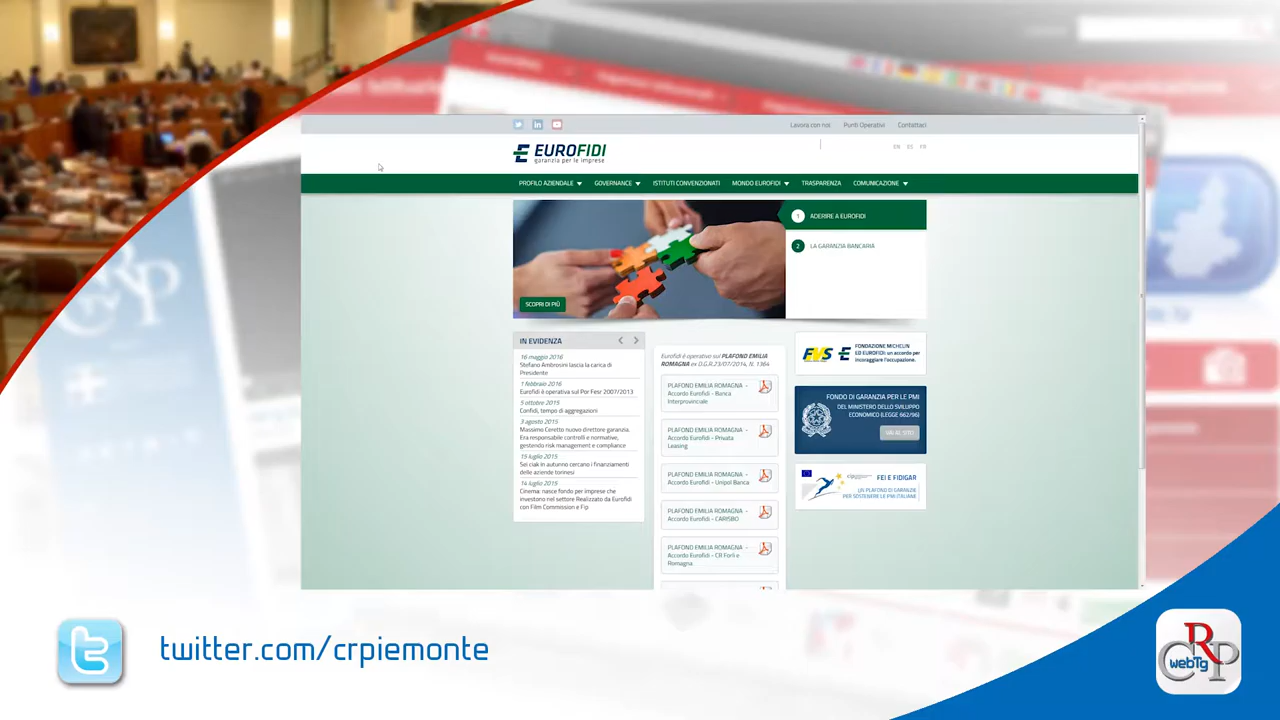 Lavora con noi Punti Operativi Contattaci
EUROFIDI
garanzia per le imprese
EN ES FR
PROFILO AZIENDALE GOVERNANCE ISTITUTI CONVENZIONATI MONDO EUROFIDI TRASPARENZA COMUNICAZIONE
1 ADERIRE A EUROFIDI
2 LA GARANZIA BANCARIA
SCOPRI DI PIÙ
IN EVIDENZA
16 maggio 2016
Stefano Ambrosini lascia la carica di
Presidente
1 febbraio 2016
Eurofidi è operativa sul Por Fesr 2007/2013
5 ottobre 2015
Confidi, tempo di aggregazioni
3 agosto 2015
Massimo Ceretto nuovo direttore garanzia.
Era responsabile controlli e normative,
gestendo risk management e compliance
15 luglio 2015
Sei ciak in autunno cercano i finanziamenti
delle aziende torinesi
14 luglio 2015
Cinema: nasce fondo per imprese che
investono nel settore Realizzato da Eurofidi
con Film Commission e Fip
Eurofidi è operativo sul PLAFOND EMILIA
ROMAGNA ex D.G.R.23/07/2014, N. 1364
PLAFOND EMILIA ROMAGNA -
Accordo Eurofidi - Banca
Interprovinciale
PLAFOND EMILIA ROMAGNA -
Accordo Eurofidi - Private
Leasing
PLAFOND EMILIA ROMAGNA -
Accordo Eurofidi - Unipol Banca
PLAFOND EMILIA ROMAGNA -
Accordo Eurofidi - CARISBO
PLAFOND EMILIA ROMAGNA -
Accordo Eurofidi - CR Forlì e
Romagna
FONDAZIONE MICHELIN
ED EUROFIDI: un accordo per
incoraggiare l'occupazione.
FONDO DI GARANZIA PER LE PMI
DEL MINISTERO DELLO SVILUPPO
ECONOMICO (LEGGE 662/96)
VAI AL SITO
FEI E FIDIGAR
UN PLAFOND DI GARANZIE
PER SOSTENERE LE PMI ITALIANE
twitter.com/crpiemonte
CRP
webTg